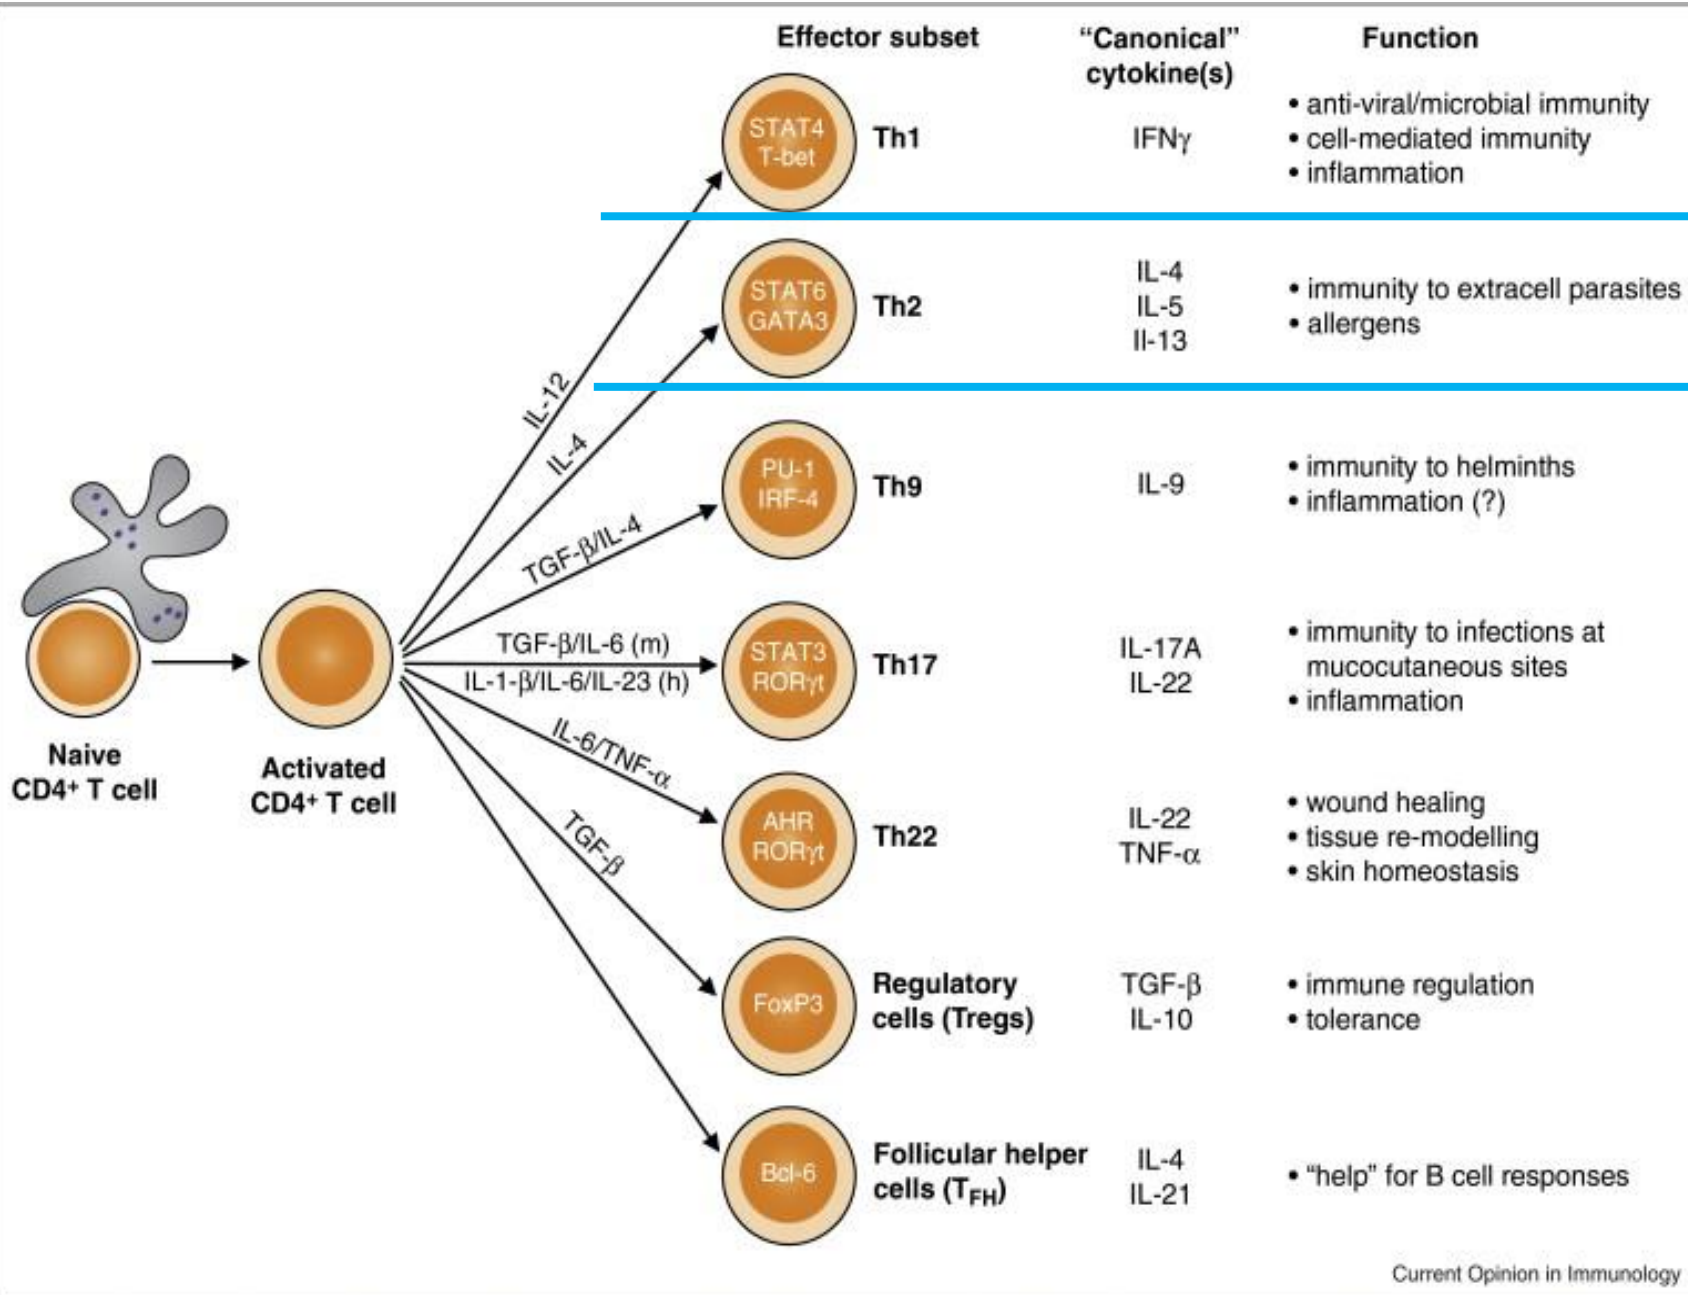 Effector subset
“Canonical”
cytokine(s)
Function
STAT4
T-bet
Th1
IFNγ
• anti-viral/microbial immunity
• cell-mediated immunity
• inflammation
IL-12
STAT6
GATA3
Th2
IL-4
IL-5
Il-13
• immunity to extracell parasites
• allergens
IL-4
PU-1
IRF-4
Th9
IL-9
• immunity to helminths
• inflammation (?)
TGF-β/IL-4
TGF-β/IL-6 (m)
IL-1-β/IL-6/IL-23 (h)
STAT3
RORγt
Th17
IL-17A
IL-22
• immunity to infections at
mucocutaneous sites
• inflammation
Naive
CD4+ T cell
Activated
CD4+ T cell
IL-6/TNF-α
AHR
RORγt
Th22
IL-22
TNF-α
• wound healing
• tissue re-modelling
• skin homeostasis
TGF-β
FoxP3
Regulatory
cells (Tregs)
TGF-β
IL-10
• immune regulation
• tolerance
Bcl-6
Follicular helper
cells (TFH)
IL-4
IL-21
• “help” for B cell responses
Current Opinion in Immunology